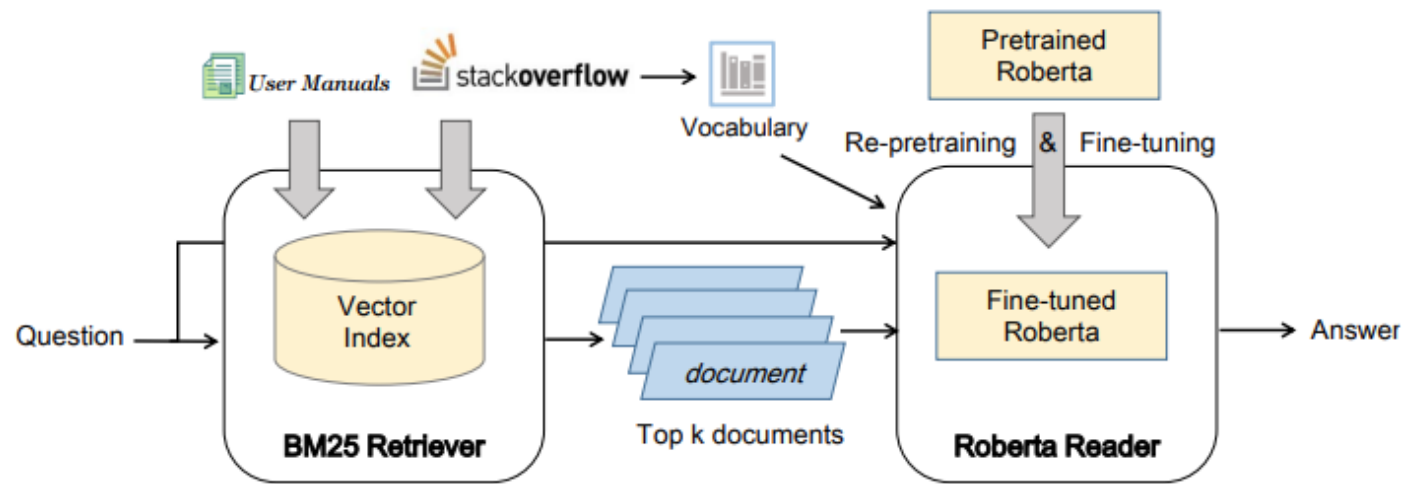 User Manuals
stackoverflow
Vocabulary
Pretrained
Roberta
Re-pretraining & Fine-tuning
Question
Vector
Index
BM25 Retriever
document
Top k documents
Fine-tuned
Roberta
Roberta Reader
Answer